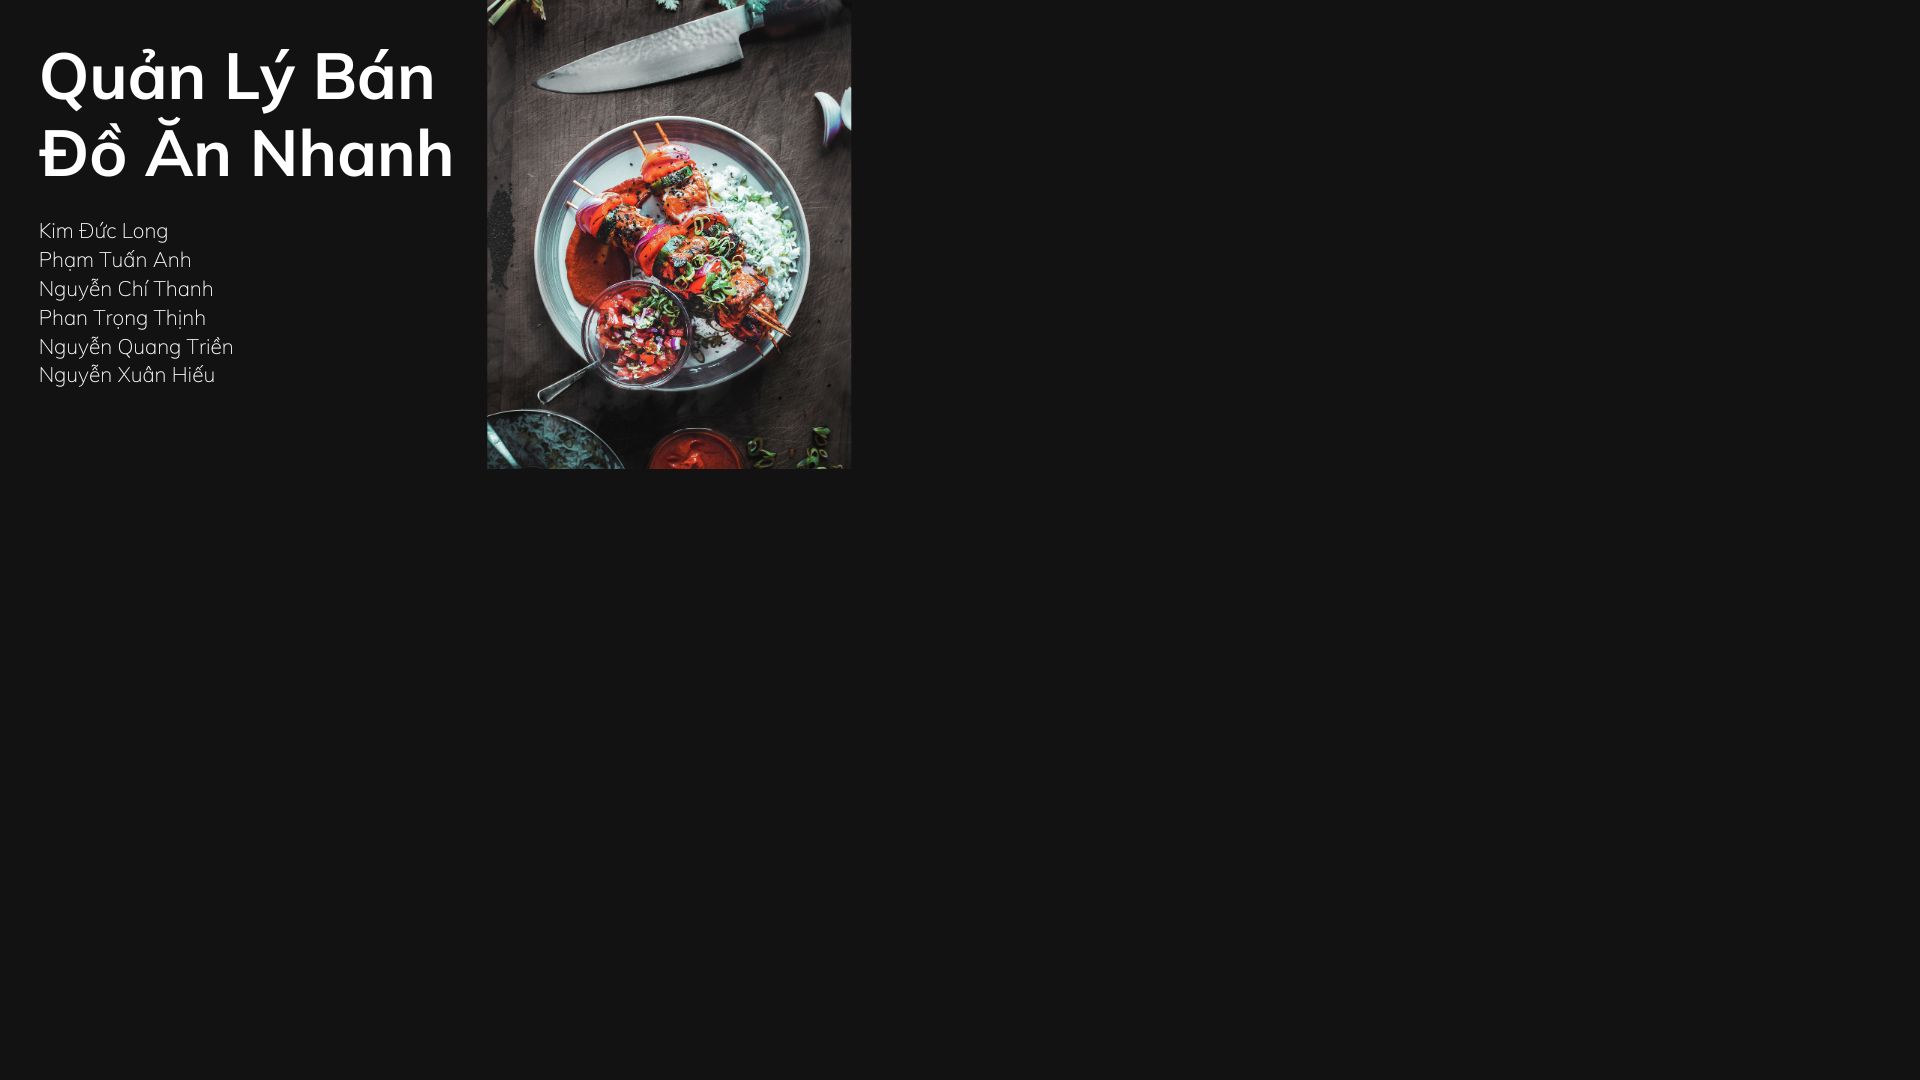 Quản Lý Bán
Đồ Ăn Nhanh
Kim Đức Long
Phạm Tuấn Anh
Nguyễn Chí Thanh
Phan Trọng Thịnh
Nguyễn Quang Triền
Nguyễn Xuân Hiếu